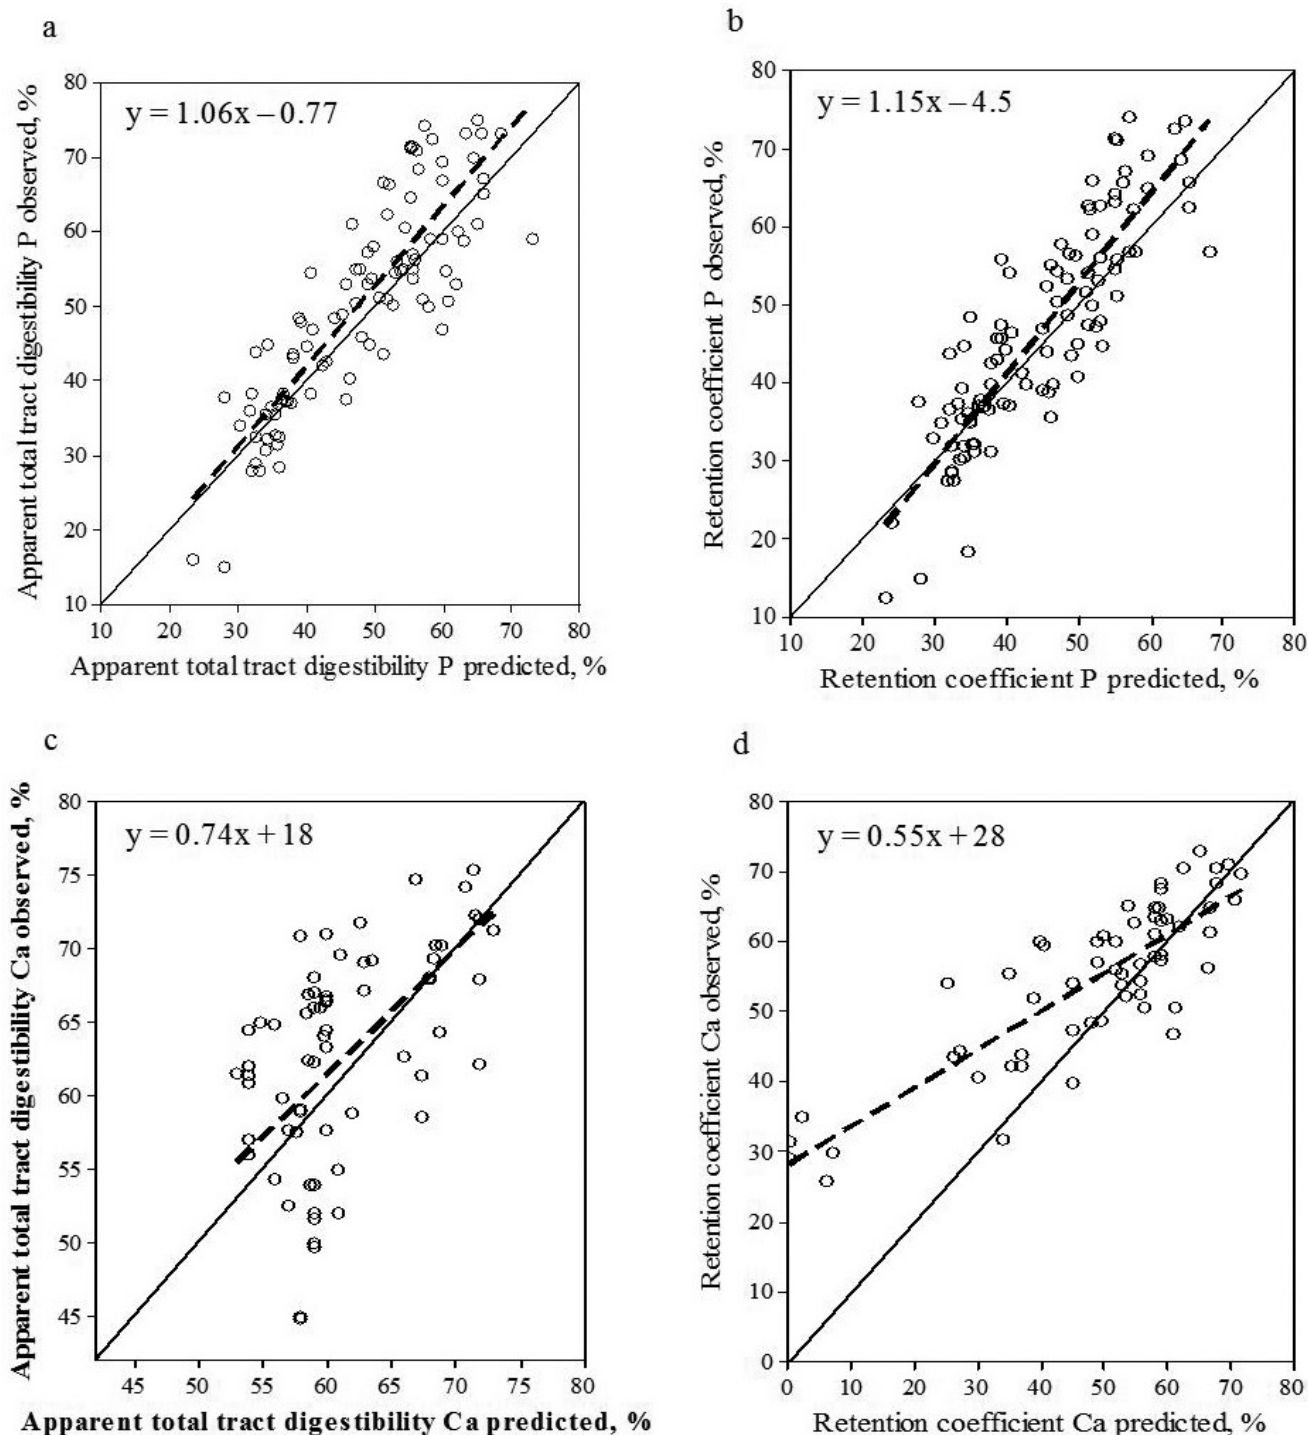 a
y = 1.06x – 0.77
Apparent total tract digestibility P observed, %
80
70
60
50
40
30
20
10
10 20 30 40 50 60 70 80
Apparent total tract digestibility P predicted, %
b
y = 1.15x – 4.5
Retention coefficient P observed, %
80
70
60
50
40
30
20
10
10 20 30 40 50 60 70 80
Retention coefficient P predicted, %
c
y = 0.74x + 18
Apparent total tract digestibility Ca observed, %
80
75
70
65
60
55
50
45
45 50 55 60 65 70 75 80
Apparent total tract digestibility Ca predicted, %
d
y = 0.55x + 28
Retention coefficient Ca observed, %
80
70
60
50
40
30
20
10
0
0 10 20 30 40 50 60 70 80
Retention coefficient Ca predicted, %